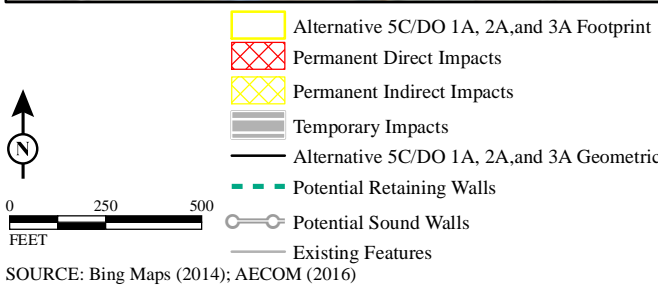 Alternative 5C/DO 1A, 2A,and 3A Footprint
Permanent Direct Impacts
Permanent Indirect Impacts
Temporary Impacts
Alternative 5C/DO 1A, 2A,and 3A Geometric
Potential Retaining Walls
Potential Sound Walls
Existing Features
N
0 250 500
FEET
SOURCE: Bing Maps (2014); AECOM (2016)